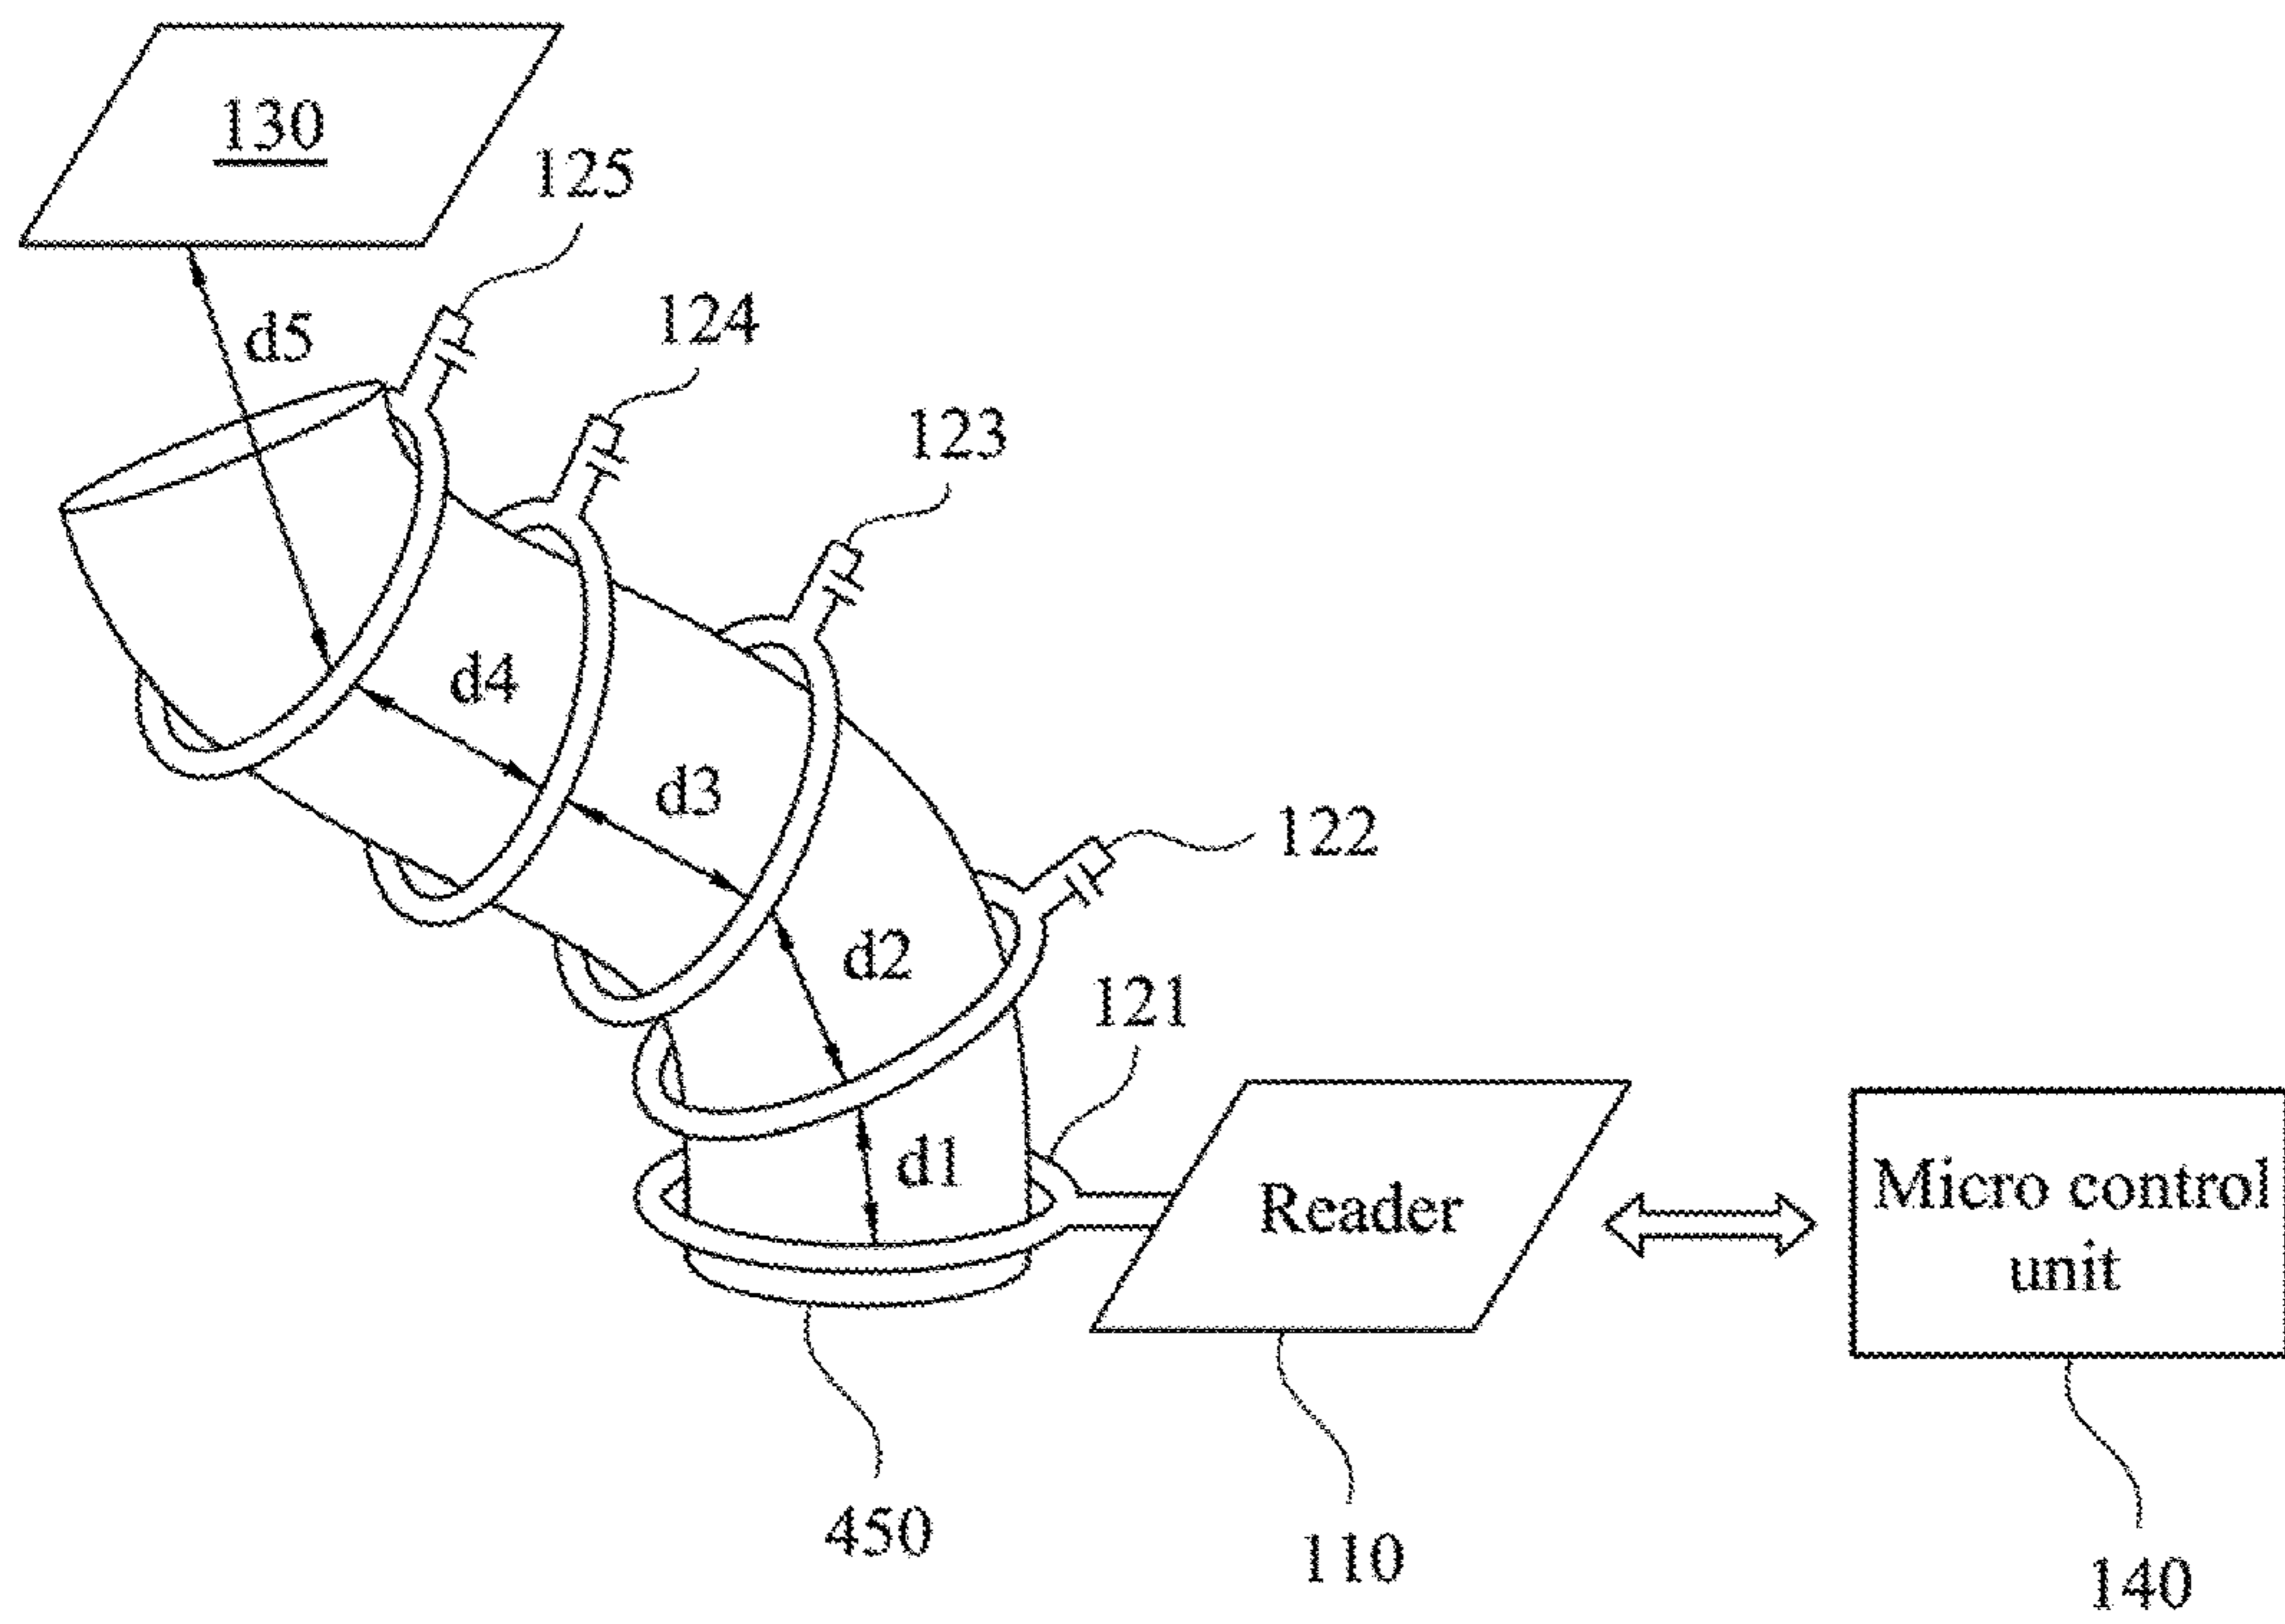 130
125
d5
124
123
d4
d3
122
d2
121
d1
Reader
Micro control
unit
450
110
140